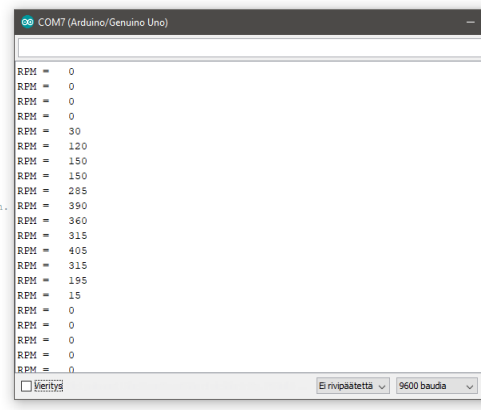 COM7 (Arduino/Genuino Uno)
RPM = 0
RPM = 0
RPM = 0
RPM = 0
RPM = 30
RPM = 120
RPM = 150
RPM = 150
RPM = 285
RPM = 390
RPM = 360
RPM = 315
RPM = 405
RPM = 315
RPM = 195
RPM = 15
RPM = 0
RPM = 0
RPM = 0
RPM = 0
RPM = 0
Vieritys Ei rivipäätettä 9600 baudia